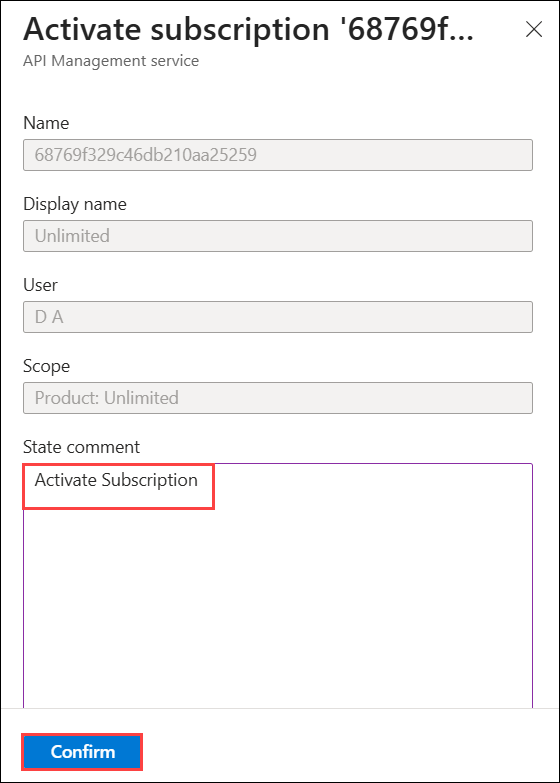 Activate subscription '68769f...
API Management service
Name
68769f329c46db210aa25259
Display name
Unlimited
User
D A
Scope
Product: Unlimited
State comment
Activate Subscription
Confirm